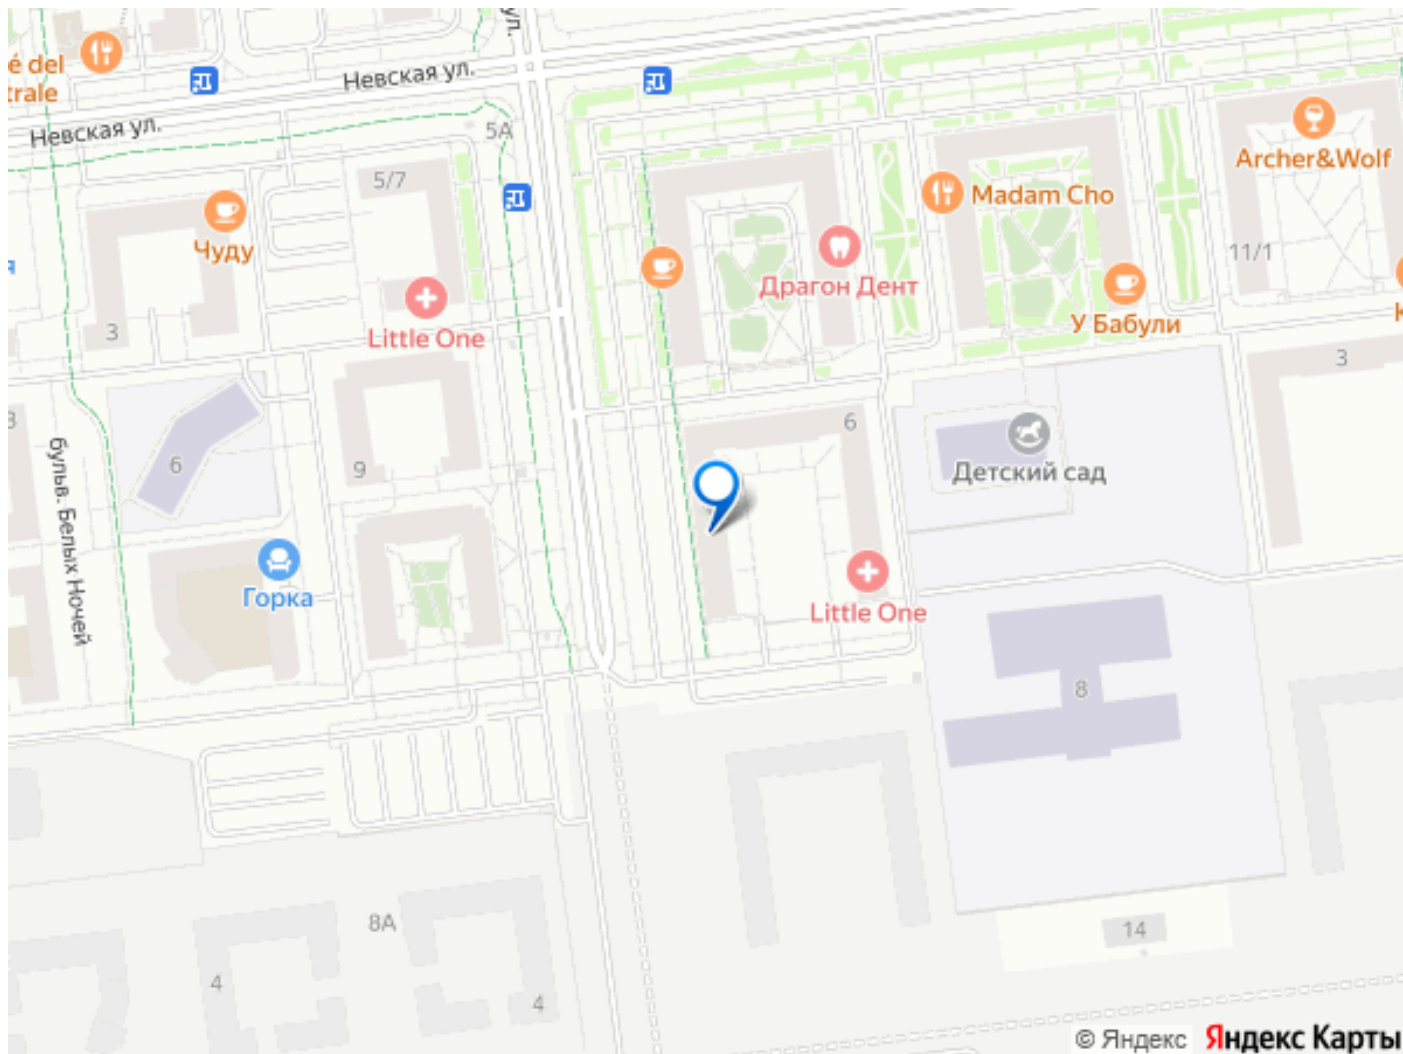 ул.
é del
trale
Невская ул.
Невская ул.
5А
5/7
Чуду
Archer&Wolf
Madam Cho
11/1
Драгон Дент
У Бабули
К
я
3
Little One
3
6
9
6
Детский сад
в
бульв. Белых Ночей
Горка
Little One
8
8А
4
4
14
© Яндекс
Яндекс Карты